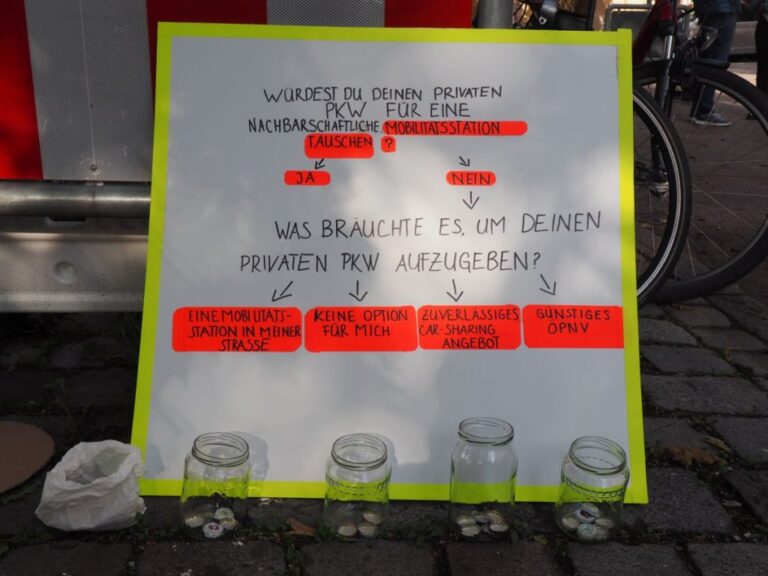 WÜRDEST DU DEINEN PRIVATEN
PKW FÜR EINE
NACHBARSCHAFTLICHE MOBILITÄTSSTATION
TAUSCHEN ?
JA NEIN
WAS BRÄUCHTE ES, UM DEINEN
PRIVATEN PKW AUFZUGEBEN?
EINE MOBILITÄTS-
STATION IN MEINER
STRASSE
KEINE OPTION
FÜR MICH
ZUVERLÄSSIGES
CAR-SHARING
ANGEBOT
GÜNSTIGES
ÖPNV